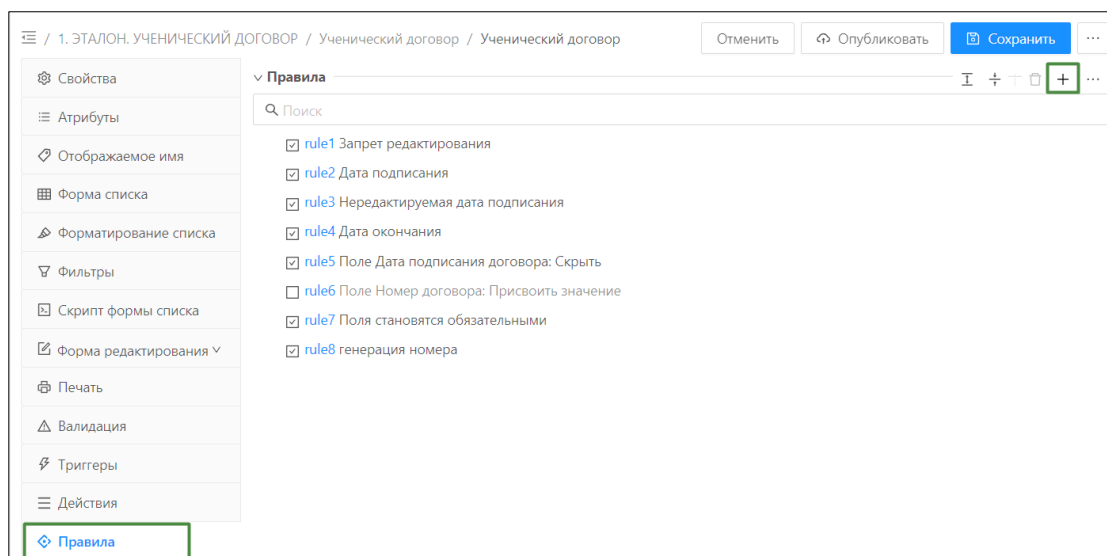 / 1. ЭТАЛОН. УЧЕНИЧЕСКИЙ ДОГОВОР / Ученический договор / Ученический договор
Отменить
Опубликовать
Сохранить
...
Свойства
Атрибуты
Отображаемое имя
Форма списка
Форматирование списка
Фильтры
Скрипт формы списка
Форма редактирования
Печать
Валидация
Триггеры
Действия
Правила
Правила
Поиск
rule1 Запрет редактирования
rule2 Дата подписания
rule3 Нередактируемая дата подписания
rule4 Дата окончания
rule5 Поле Дата подписания договора: Скрыть
rule6 Поле Номер договора: Присвоить значение
rule7 Поля становятся обязательными
rule8 генерация номера